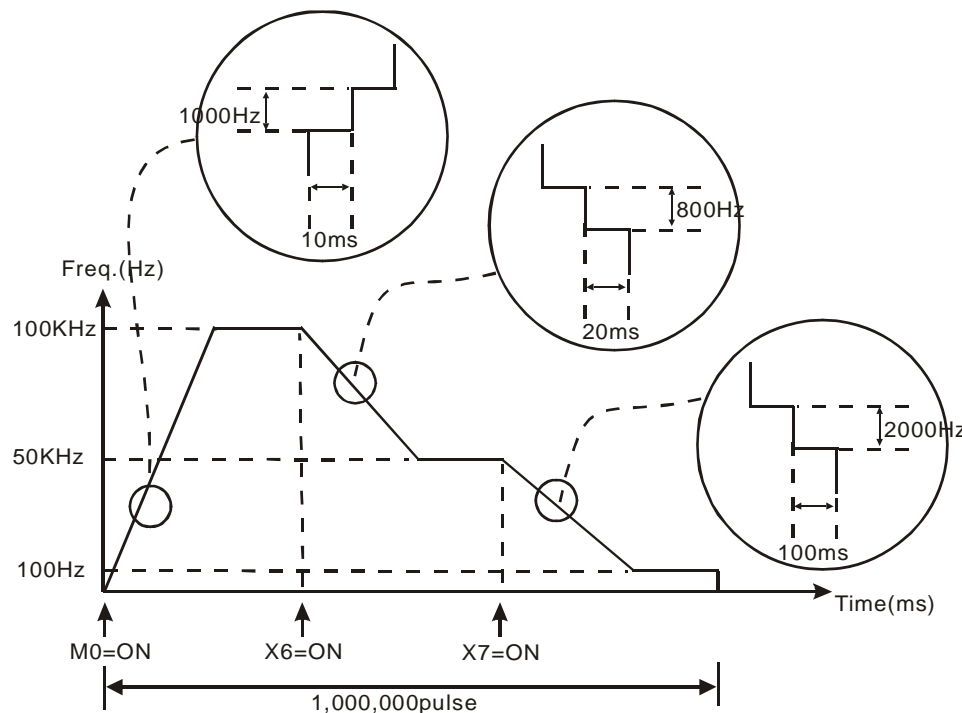 1000Hz
10ms
800Hz
20ms
2000Hz
100ms
Freq.(Hz)
100KHz
50KHz
100Hz
Time(ms)
M0=ON
X6=ON
X7=ON
1,000,000pulse